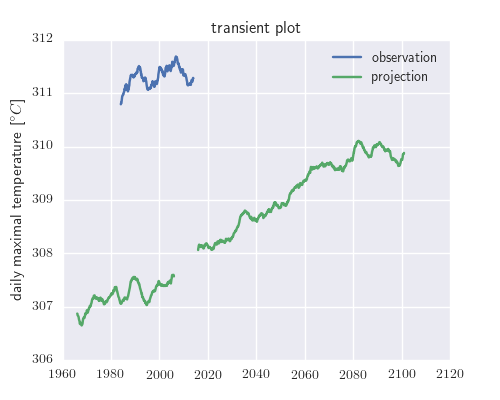 transient plot
312
311
310
309
308
307
306
daily maximal temperature [°C]
observation
projection
1960 1980 2000 2020 2040 2060 2080 2100 2120